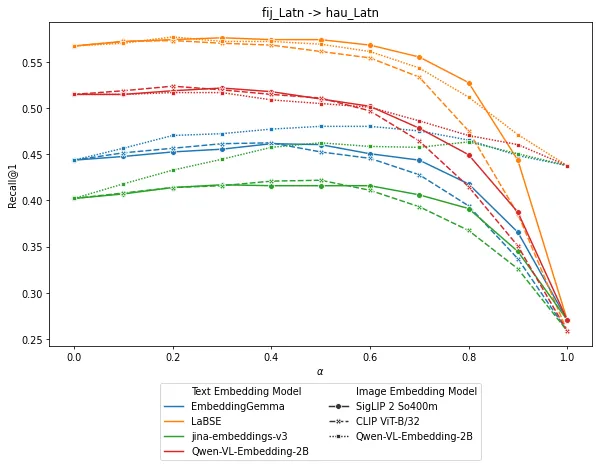 fij_Latn -> hau_Latn
Recall@1
0.55
0.50
0.45
0.40
0.35
0.30
0.25
0.0 0.2 0.4 0.6 0.8 1.0
α
Text Embedding Model
EmbeddingGemma
LaBSE
jina-embeddings-v3
Qwen-VL-Embedding-2B
Image Embedding Model
SigLIP 2 So400m
CLIP ViT-B/32
Qwen-VL-Embedding-2B